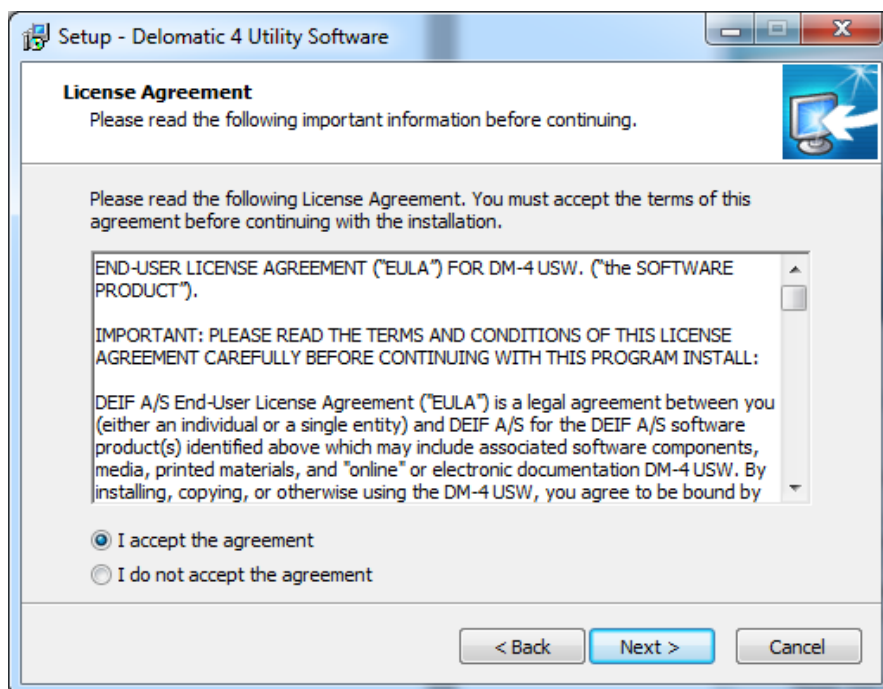 Setup - Delomatic 4 Utility Software
License Agreement
Please read the following important information before continuing.
Please read the following License Agreement. You must accept the terms of this
agreement before continuing with the installation.
END-USER LICENSE AGREEMENT ("EULA") FOR DM-4 USW. ("the SOFTWARE
PRODUCT").
IMPORTANT: PLEASE READ THE TERMS AND CONDITIONS OF THIS LICENSE
AGREEMENT CAREFULLY BEFORE CONTINUING WITH THIS PROGRAM INSTALL:
DEIF A/S End-User License Agreement ("EULA") is a legal agreement between you
(either an individual or a single entity) and DEIF A/S for the DEIF A/S software
product(s) identified above which may include associated software components,
media, printed materials, and "online" or electronic documentation DM-4 USW. By
installing, copying, or otherwise using the DM-4 USW, you agree to be bound by
I accept the agreement
I do not accept the agreement
< Back Next > Cancel